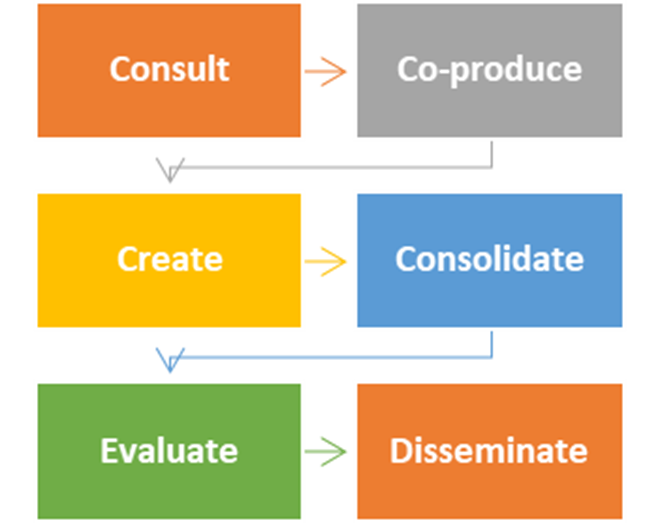 Consult
Co-produce
Create
Consolidate
Evaluate
Disseminate